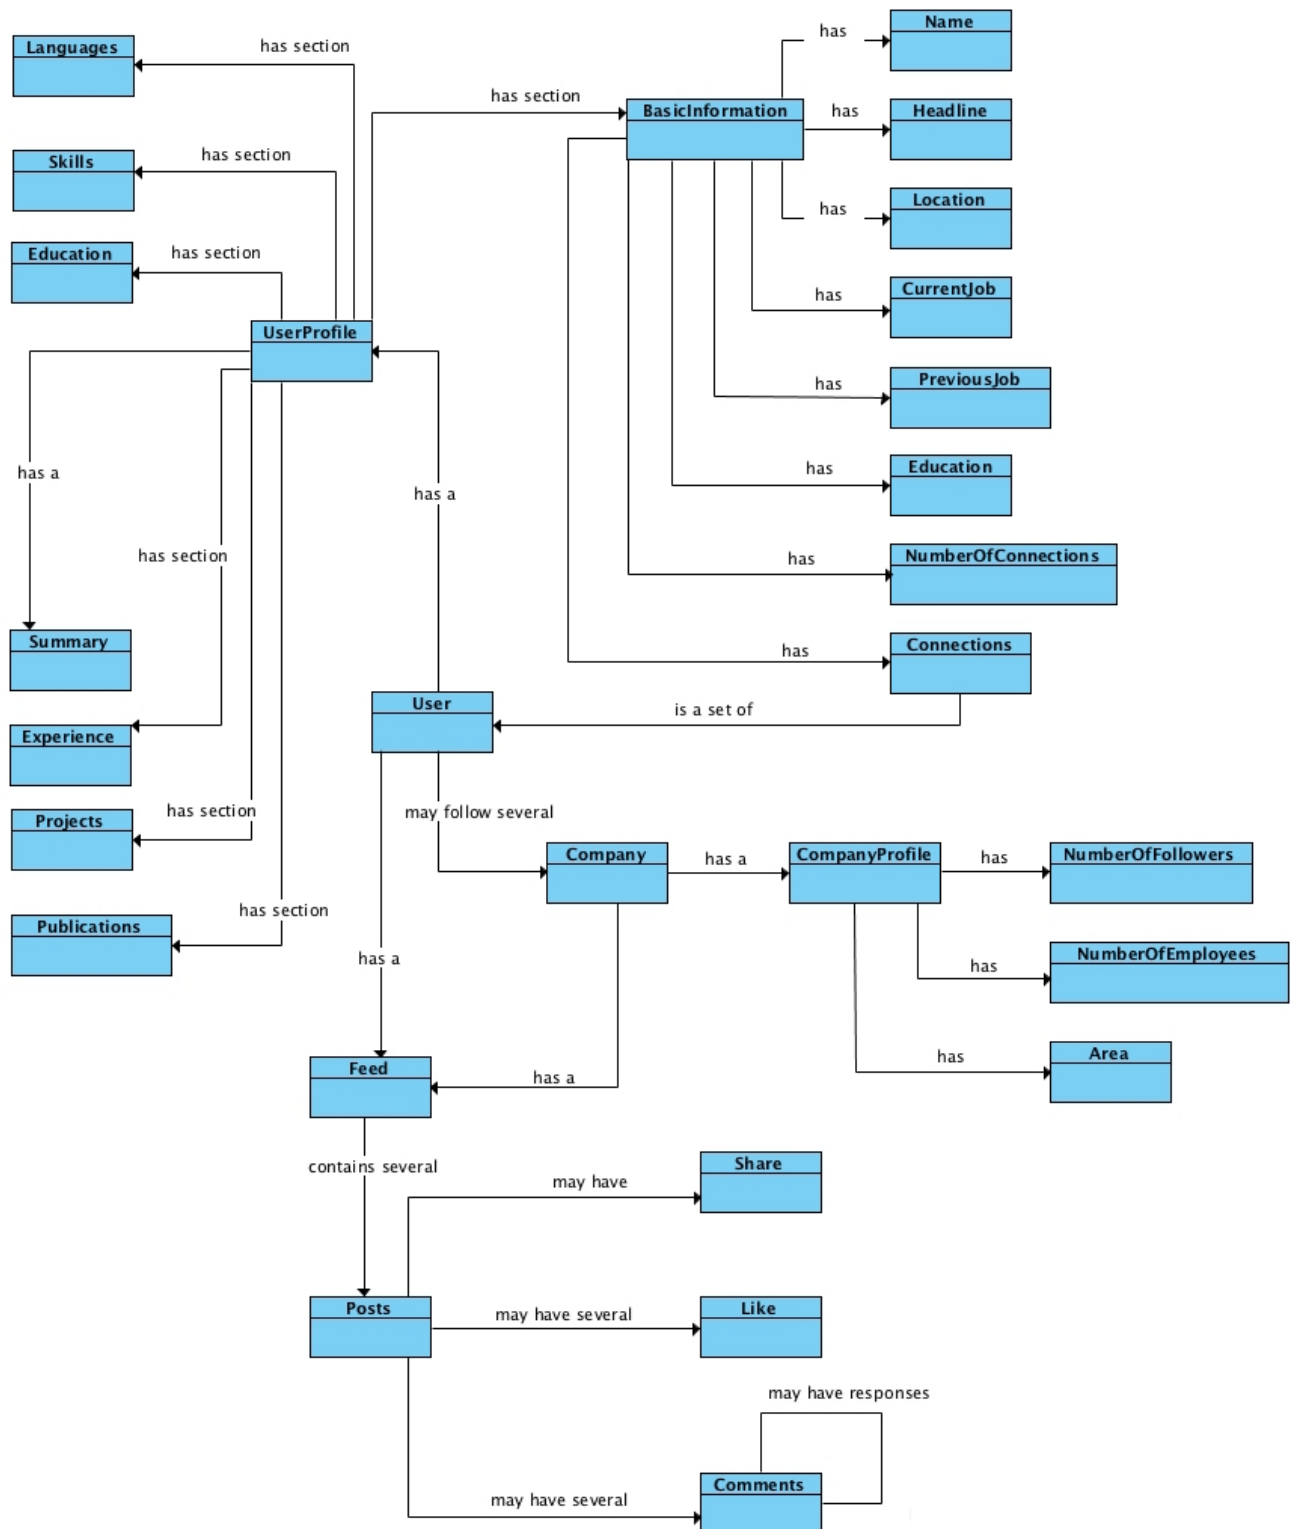 Name
has
Languages
has section
has section
BasicInformation
has
Headline
Skills
has section
Location
has
Education
has section
CurrentJob
has
UserProfile
PreviousJob
has
Education
has
has a
has a
has section
NumberOfConnections
has
Summary
Connections
has
User
is a set of
Experience
Projects
has section
may follow several
Company
has a
CompanyProfile
has
NumberOfFollowers
Publications
has section
has a
NumberOfEmployees
has
Feed
has a
Area
has
contains several
Share
may have
Posts
may have several
Like
may have responses
Comments
may have several